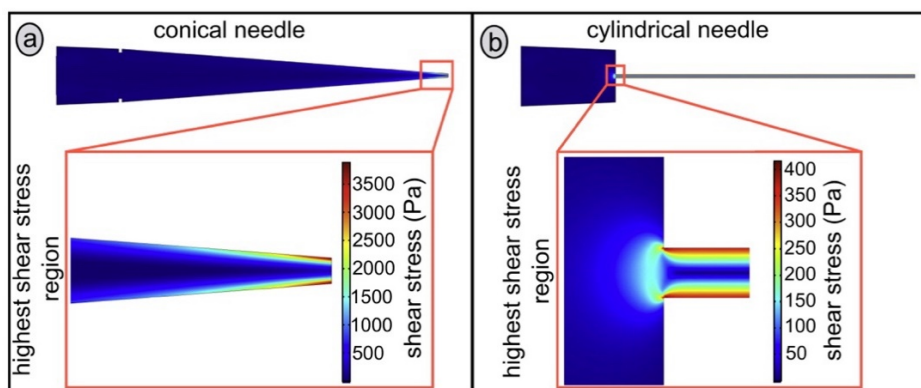 a
conical needle
highest shear stress
region
3500
3000
2500
2000
1500
1000
500
shear stress (Pa)
b
cylindrical needle
highest shear stress
region
400
350
300
250
200
150
100
50
shear stress (Pa)